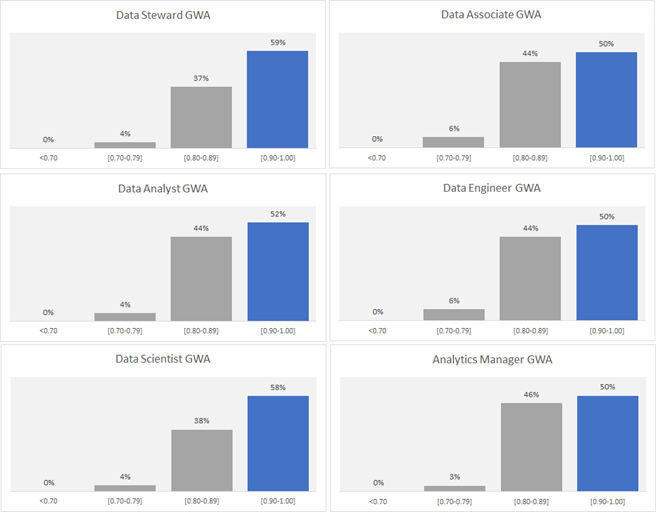 Data Steward GWA
59%
37%
4%
0%
<0.70 [0.70-0.79] [0.80-0.89] [0.90-1.00]
Data Associate GWA
50%
44%
6%
0%
<0.70 [0.70-0.79] [0.80-0.89] [0.90-1.00]
Data Analyst GWA
52%
44%
4%
0%
<0.70 [0.70-0.79] [0.80-0.89] [0.90-1.00]
Data Engineer GWA
50%
44%
6%
0%
<0.70 [0.70-0.79] [0.80-0.89] [0.90-1.00]
Data Scientist GWA
58%
38%
4%
0%
<0.70 [0.70-0.79] [0.80-0.89] [0.90-1.00]
Analytics Manager GWA
50%
46%
3%
0%
<0.70 [0.70-0.79] [0.80-0.89] [0.90-1.00]